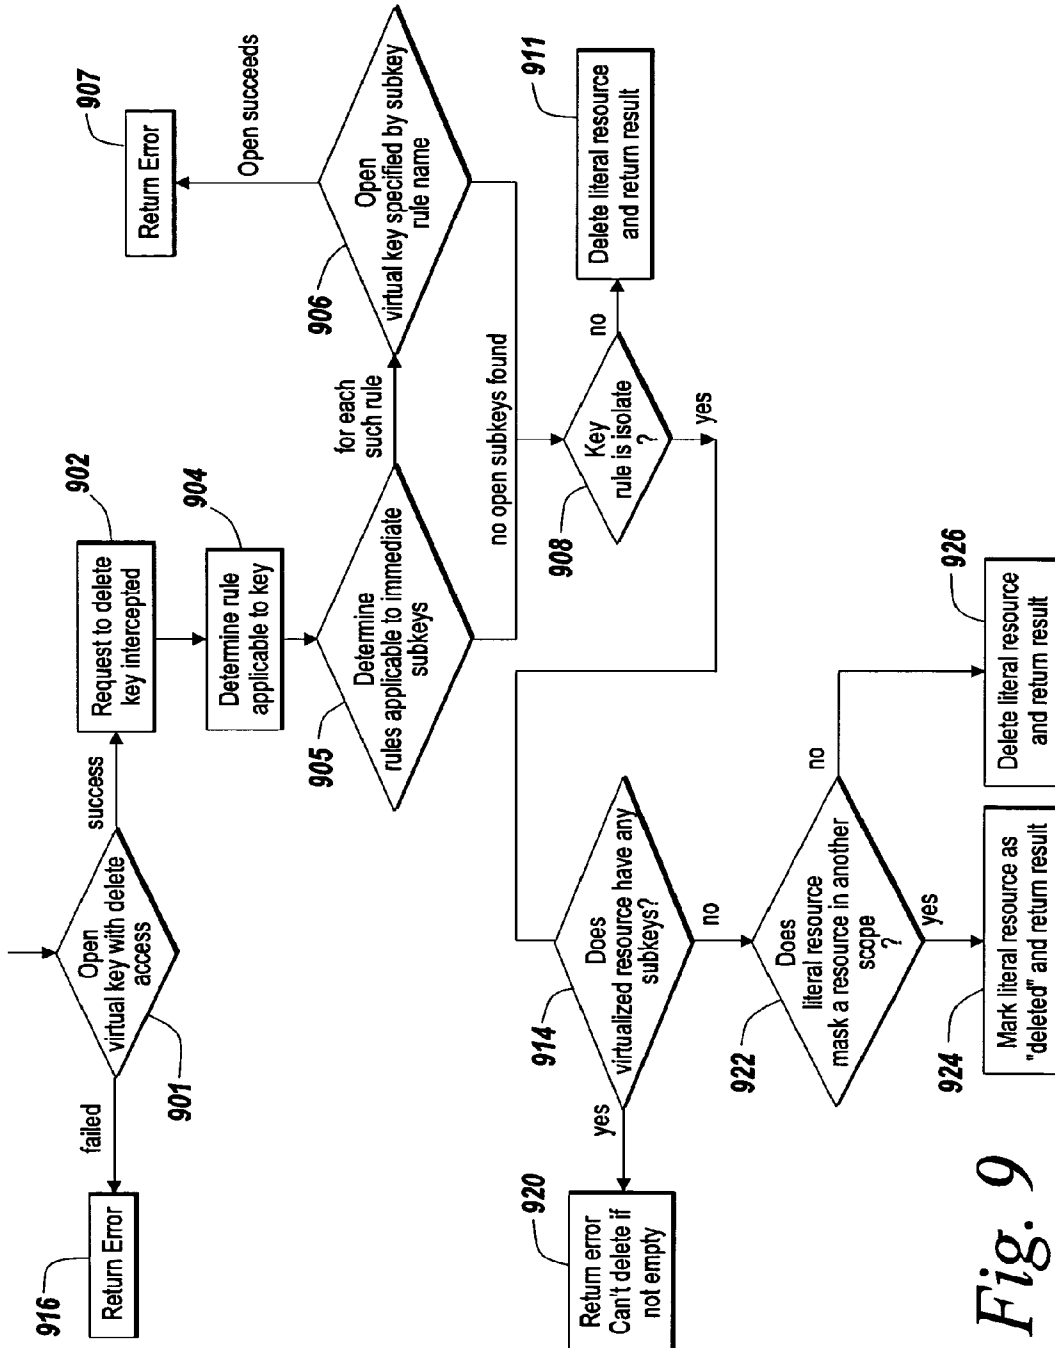 Open
virtual key with delete
access
901
failed
916
Return Error
success
902
Request to delete
key intercepted
904
Determine rule
applicable to key
905
Determine
rules applicable to immediate
subkeys
for each
such rule
906
Open
virtual key specified by subkey
rule name
Open succeeds
907
Return Error
no open subkeys found
908
Key
rule is isolate
?
no
911
Delete literal resource
and return result
yes
914
Does
virtualized resource have any
subkeys?
yes
920
Return error
Can't delete if
not empty
no
922
Does
literal resource
mask a resource in another
scope
?
yes
924
Mark literal resource as
"deleted" and return result
no
926
Delete literal resource
and return result
Fig. 9